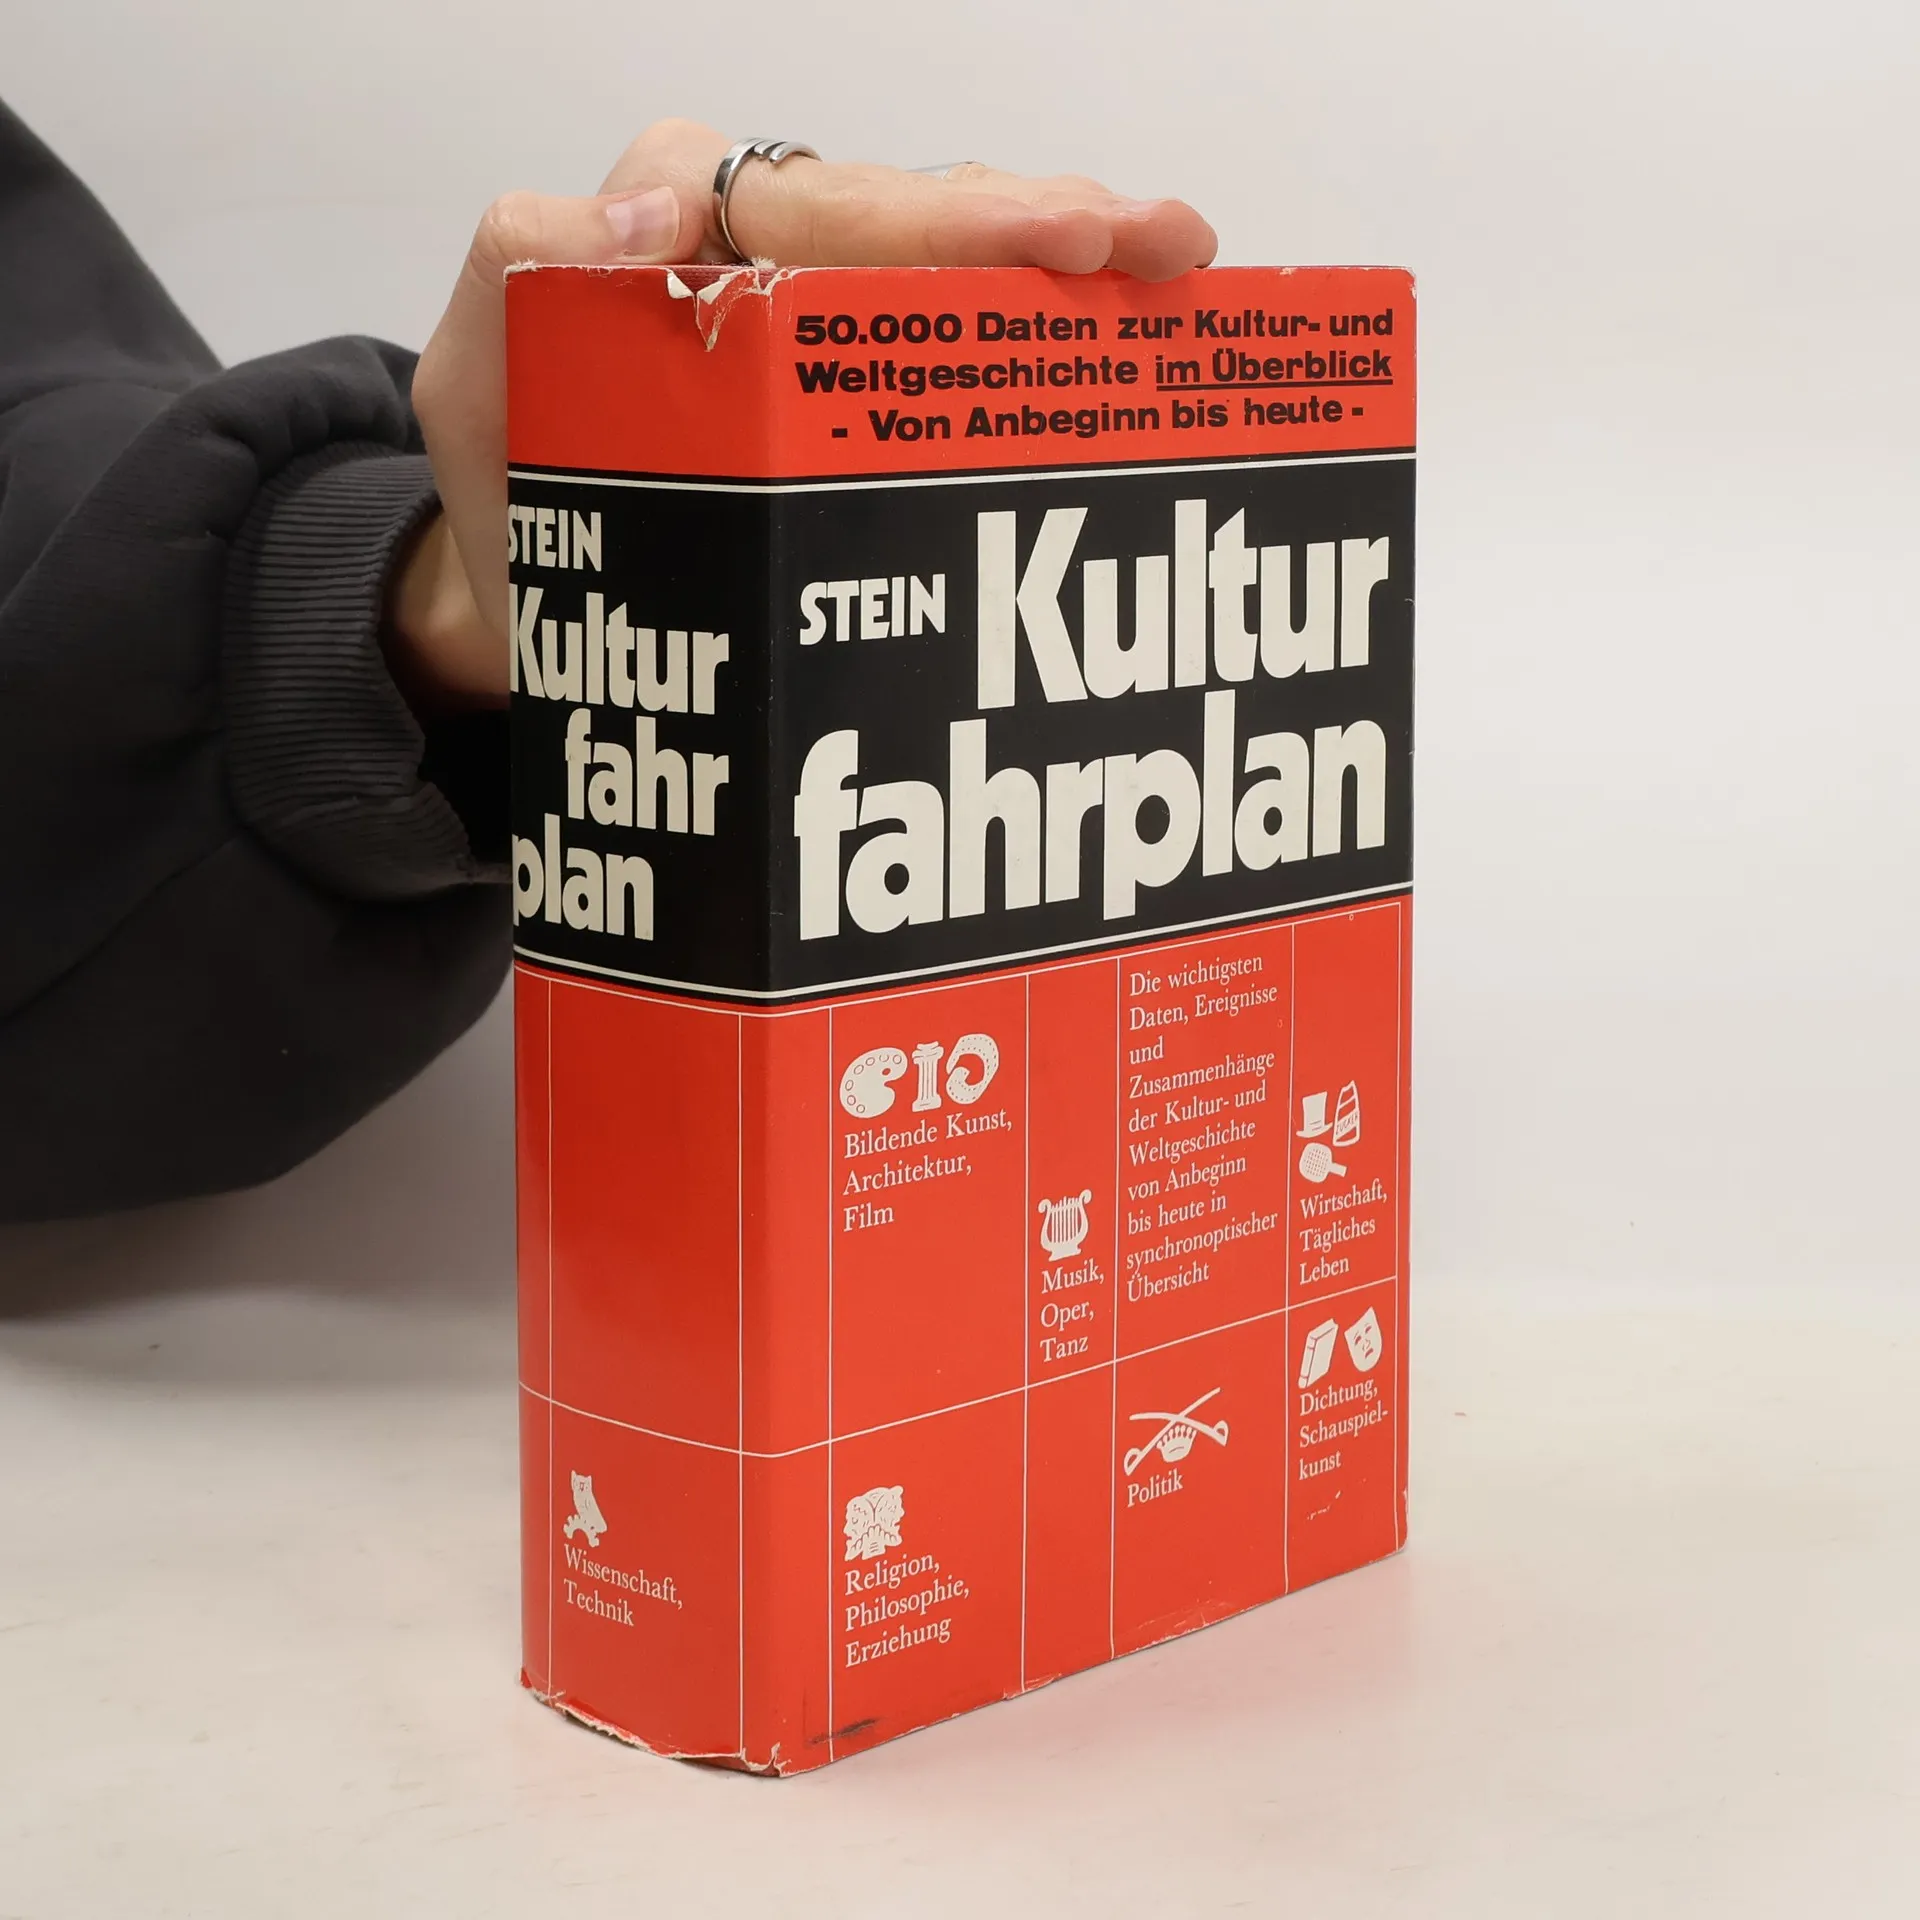 50.000 Daten zur Kultur- und
Weltgeschichte im Überblick
- Von Anbeginn bis heute -
STEIN
Kultur
fahr
plan
STEIN Kultur
fahrplan
Bildende Kunst,
Architektur,
Film
Musik,
Oper,
Tanz
Die wichtigsten
Daten, Ereignisse
und
Zusammenhänge
der Kultur- und
Weltgeschichte
von Anbeginn
bis heute in
synchronoptischer
Übersicht
ZUCKER
Wirtschaft,
Tägliches
Leben
Wissenschaft,
Technik
Religion,
Philosophie,
Erziehung
Politik
Dichtung,
Schauspiel-
kunst